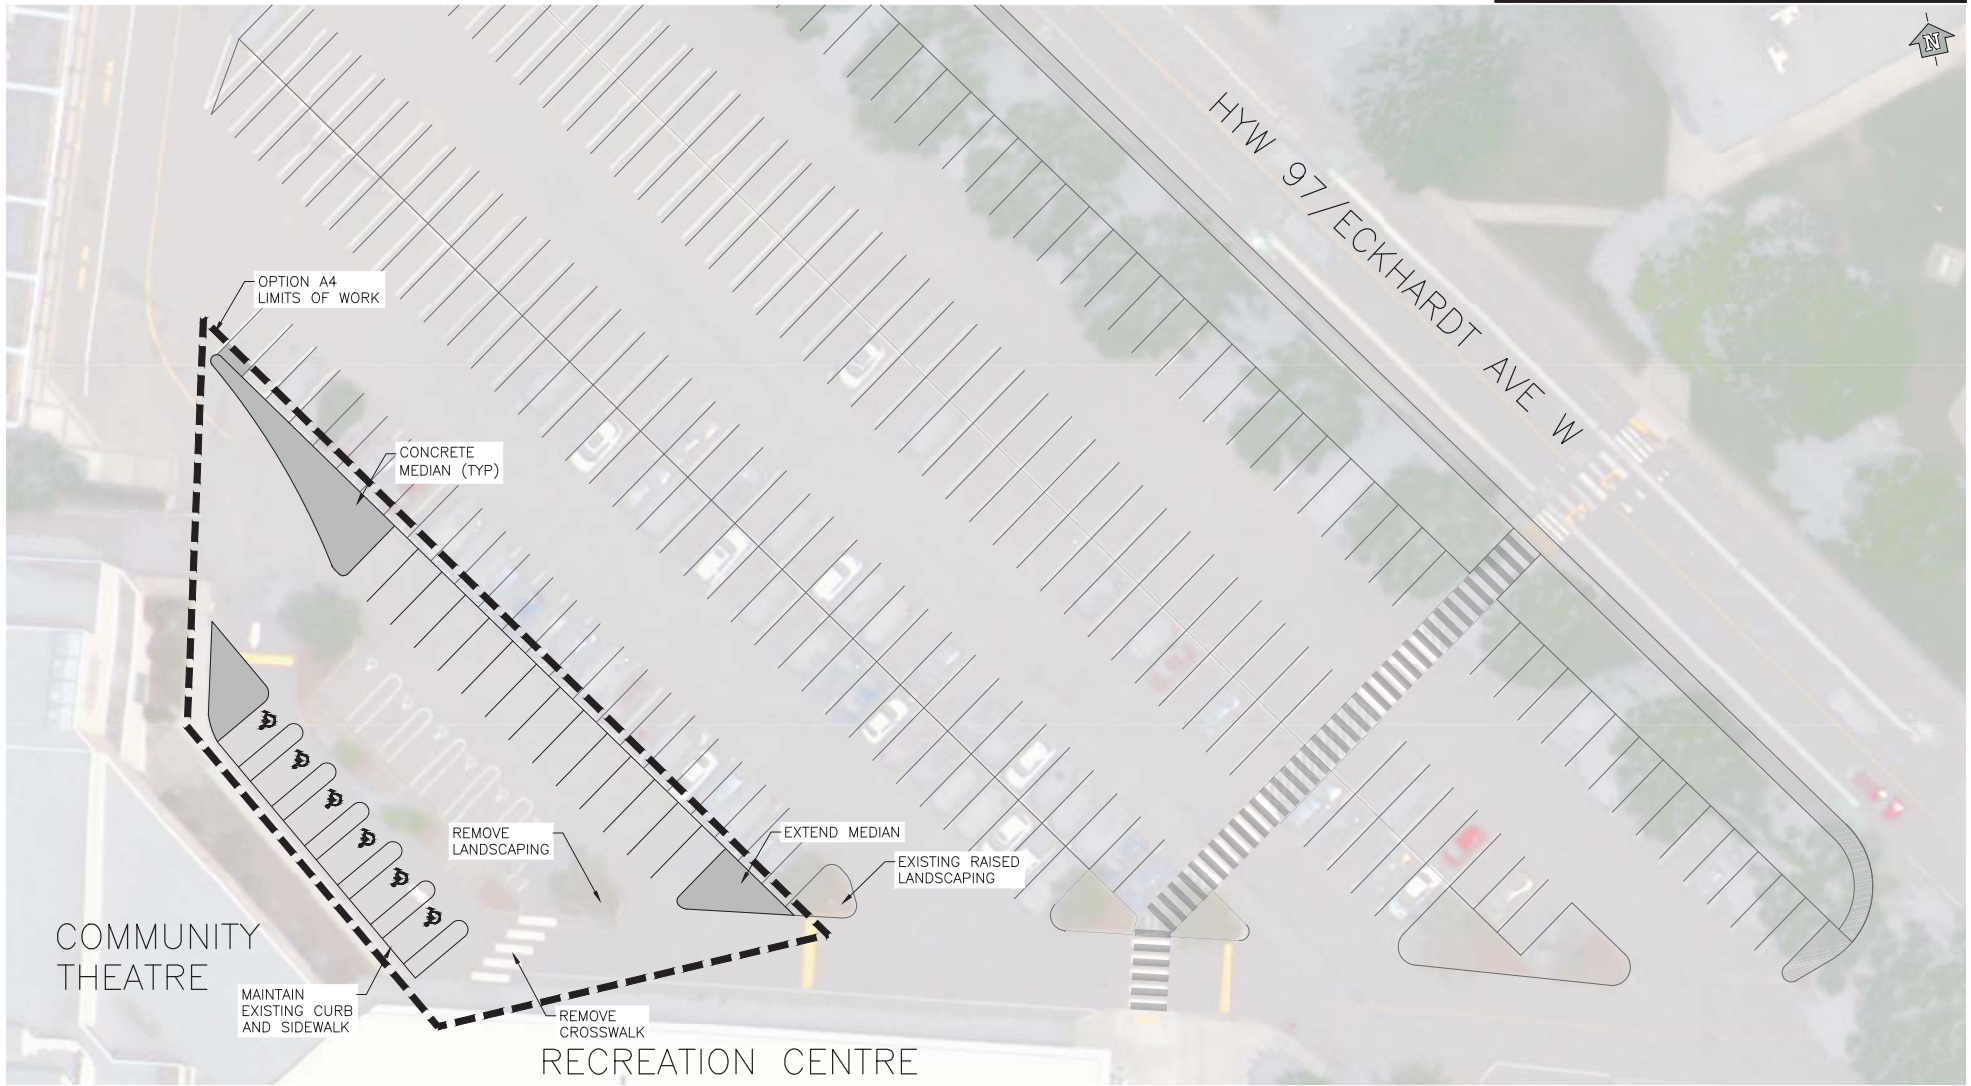 N
HYW 97/ECKHARDT AVE W
OPTION A4
LIMITS OF WORK
CONCRETE
MEDIAN (TYP)
REMOVE
LANDSCAPING
EXTEND MEDIAN
EXISTING RAISED
LANDSCAPING
COMMUNITY
THEATRE
MAINTAIN
EXISTING CURB
AND SIDEWALK
REMOVE
CROSSWALK
RECREATION CENTRE